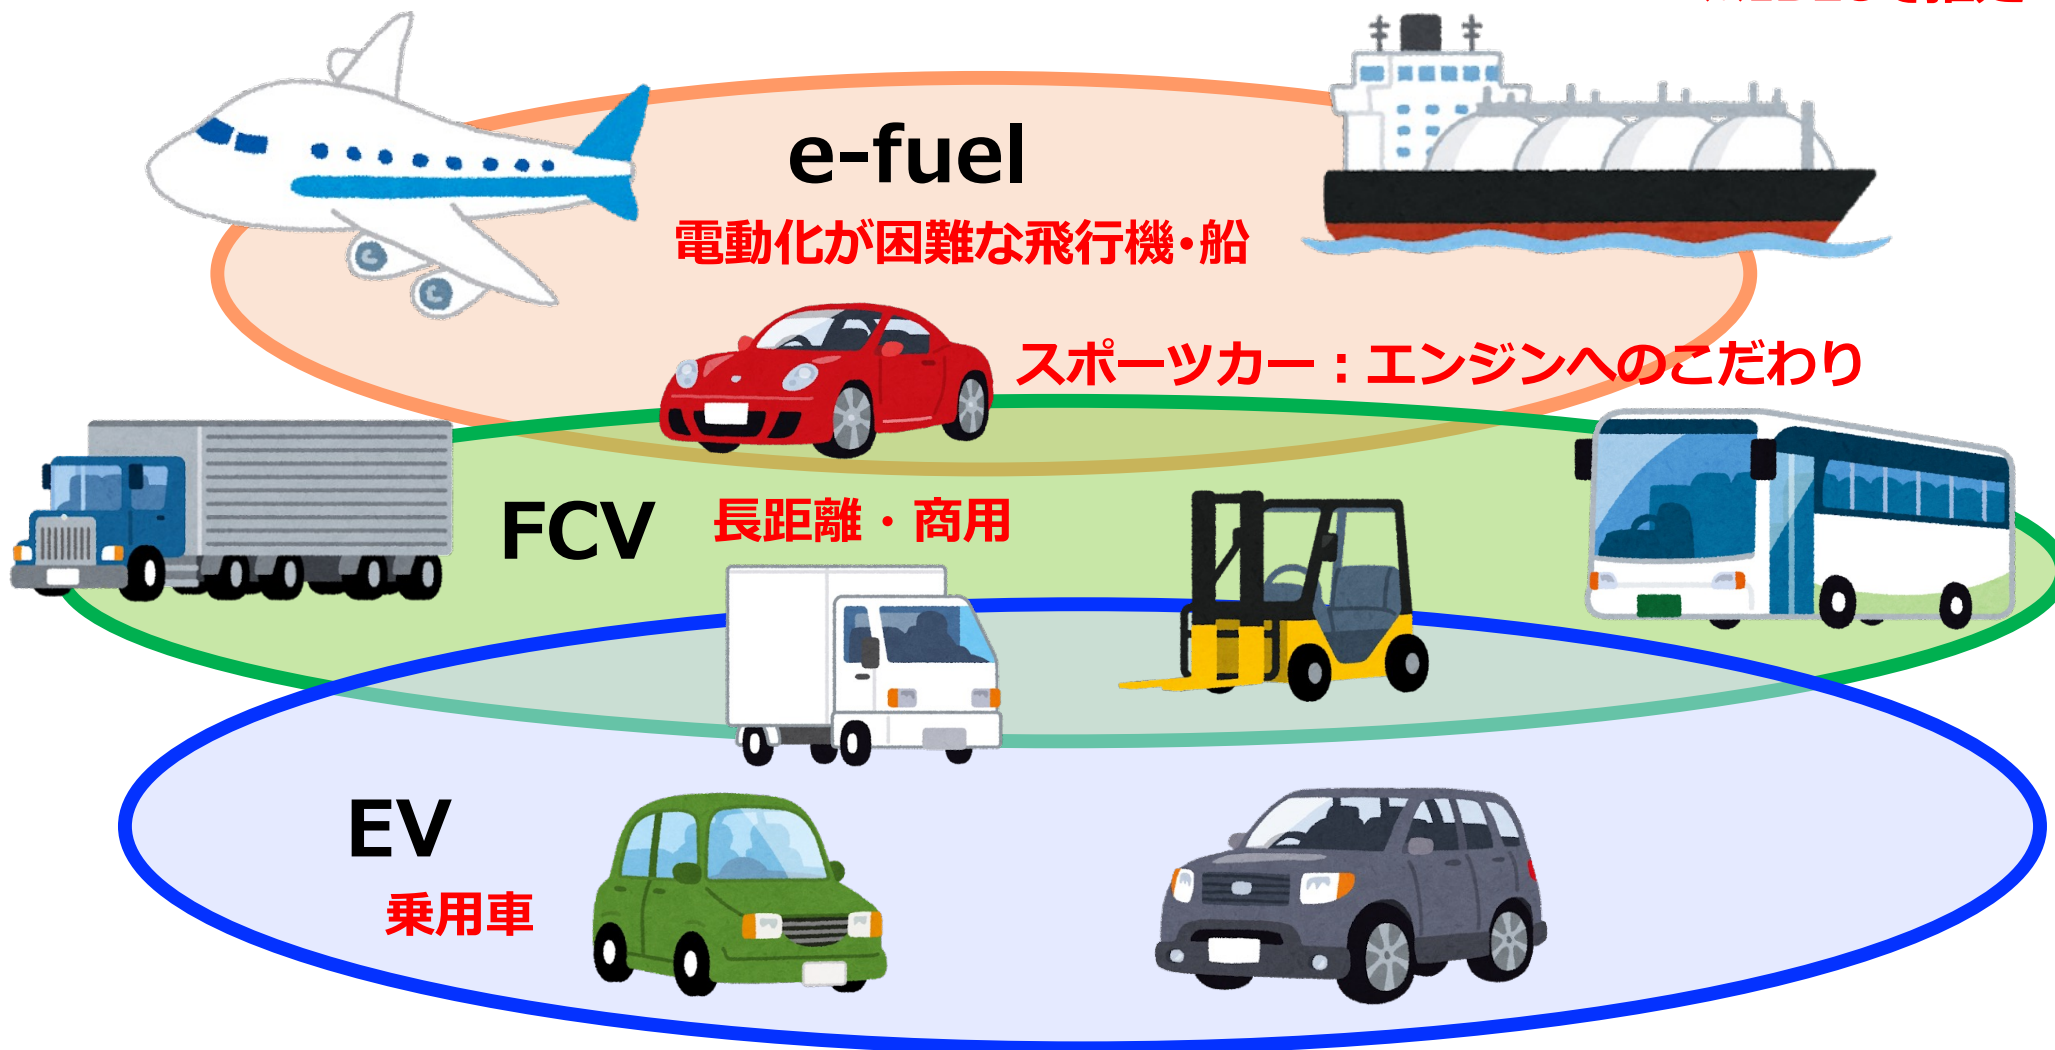 e-fuel
電動化が困難な飛行機・船
スポーツカー：エンジンへのこだわり
FCV 長距離・商用
EV
乗用車